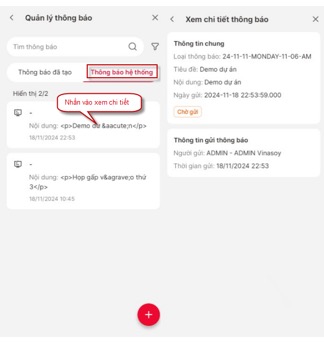 Quản lý thông báo
Tìm thông báo
Thông báo đã tạo
Thông báo hệ thống
Hiển thị 2/2
Nhấn vào xem chi tiết
-
Nội dung: <p>Demo dự &aacute;n</p>
18/11/2024 22:53
-
Nội dung: <p>Họp gấp v&agrave;o thứ
3</p>
18/11/2024 10:45
+
Xem chi tiết thông báo
Thông tin chung
Loại thông báo: 24-11-11-MONDAY-11-06-AM
Tiêu đề: Demo dự án
Nội dung: Demo dự án
Ngày gửi: 2024-11-18 22:53:59.000
Chờ gửi
Thông tin gửi thông báo
Người gửi: ADMIN - ADMIN Vinasoy
Thời gian gửi: 18/11/2024 22:53